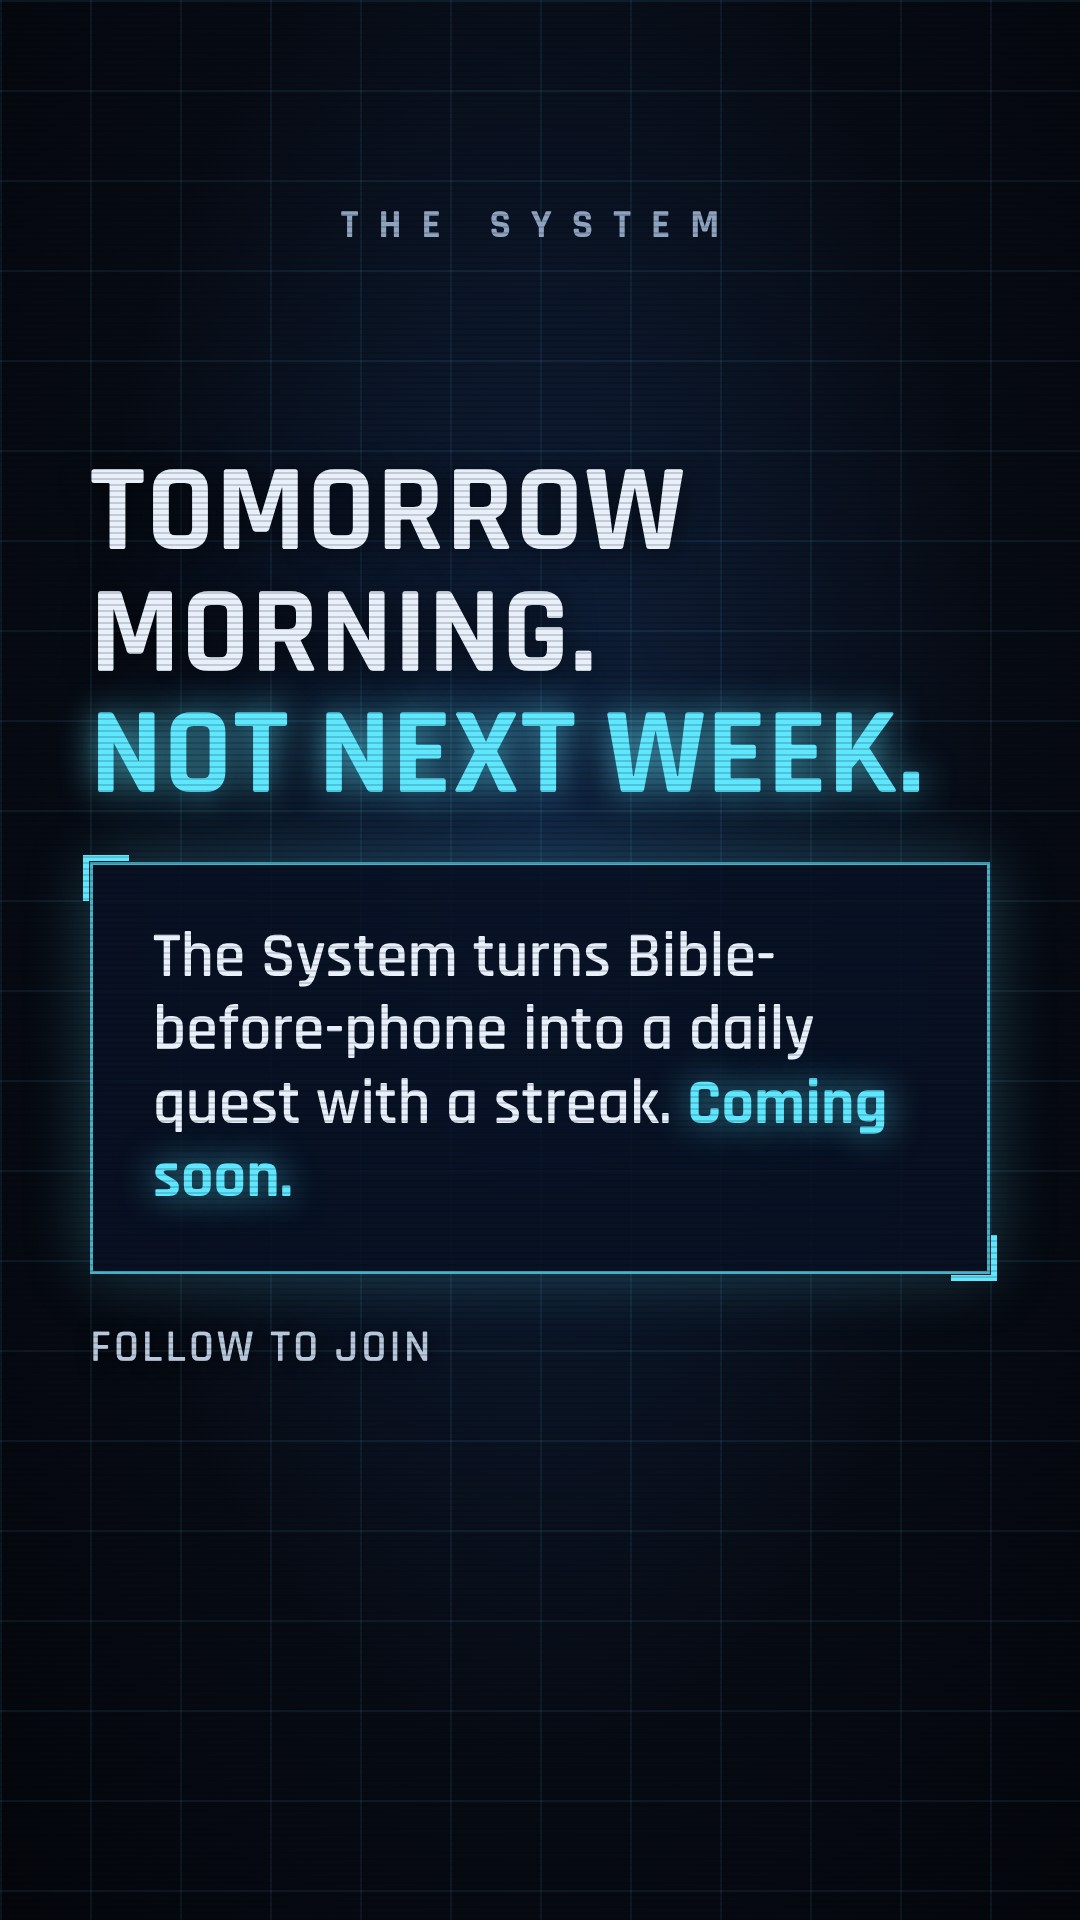 THE SYSTEM
TOMORROW
MORNING.
NOT NEXT WEEK.
The System turns Bible-
before-phone into a daily
quest with a streak. Coming
soon.
FOLLOW TO JOIN